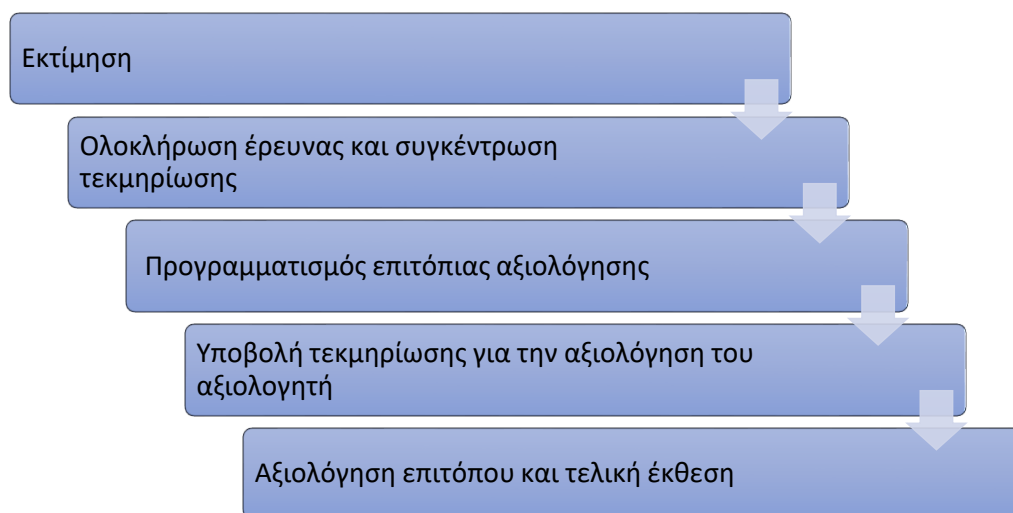 Εκτίμηση
Ολοκλήρωση έρευνας και συγκέντρωση
τεκμηρίωσης
Προγραμματισμός επιτόπιας αξιολόγησης
Υποβολή τεκμηρίωσης για την αξιολόγηση του
αξιολογητή
Αξιολόγηση επιτόπου και τελική έκθεση